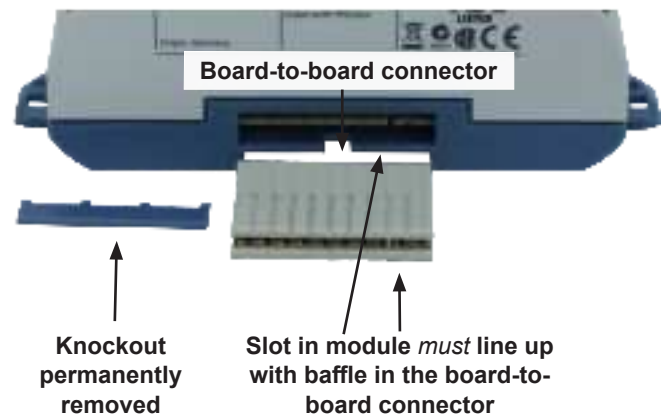 LISTED
Board-to-board connector
Knockout
permanently
removed
Slot in module must line up
with baffle in the board-to-
board connector